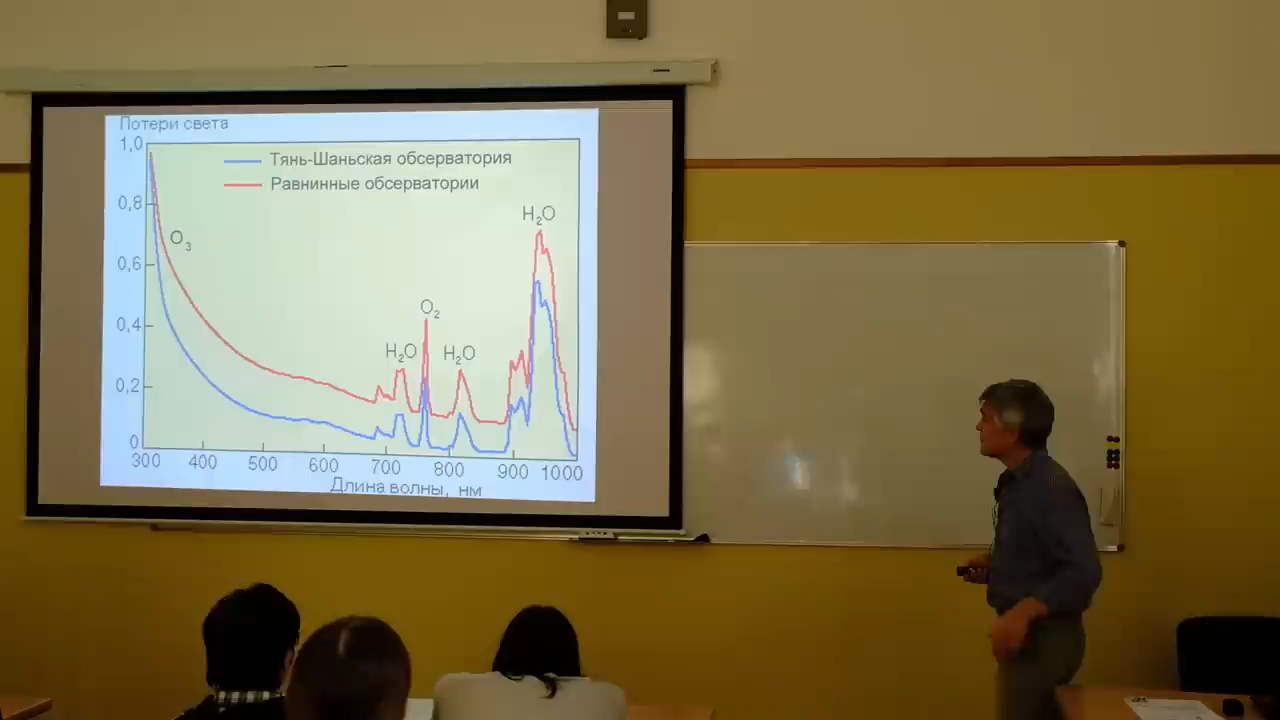 Потери света
1,0
Тянь-Шаньская обсерватория
Равнинные обсерватории
0,8
H₂O
O₃
0,6
O₂
0,4
H₂O
H₂O
0,2
0
300 400 500 600 700 800 900 1000
Длина волны, нм